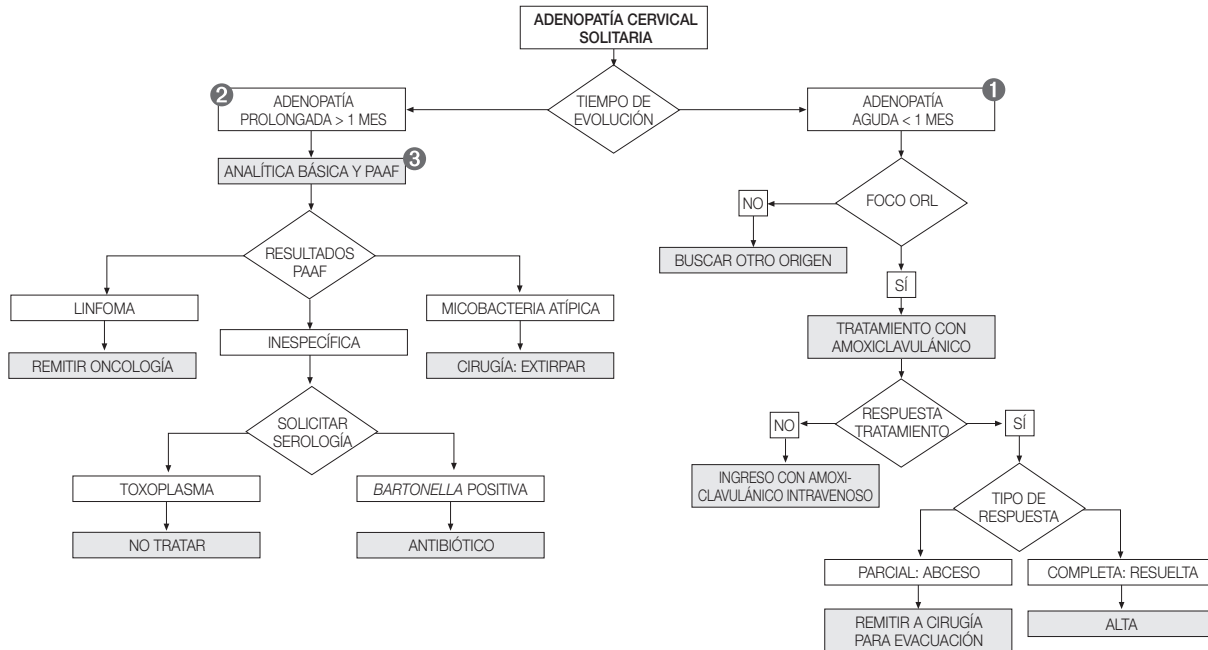 ADENOPATÍA CERVICAL
SOLITARIA
TIEMPO DE
EVOLUCIÓN
2
ADENOPATÍA
PROLONGADA > 1 MES
1
ADENOPATÍA
AGUDA < 1 MES
3
ANALÍTICA BÁSICA Y PAAF
FOCO ORL
NO
BUSCAR OTRO ORIGEN
SÍ
RESULTADOS
PAAF
LINFOMA
MICOBACTERIA ATÍPICA
INESPECÍFICA
REMITIR ONCOLOGÍA
CIRUGÍA: EXTIRPAR
TRATAMIENTO CON
AMOXICLAVULÁNICO
SOLICITAR
SEROLOGÍA
RESPUESTA
TRATAMIENTO
NO
SÍ
TOXOPLASMA
BARTONELLA POSITIVA
INGRESO CON AMOXI-
CLAVULÁNICO INTRAVENOSO
TIPO DE
RESPUESTA
NO TRATAR
ANTIBIÓTICO
PARCIAL: ABCESO
COMPLETA: RESUELTA
REMITIR A CIRUGÍA
PARA EVACUACIÓN
ALTA